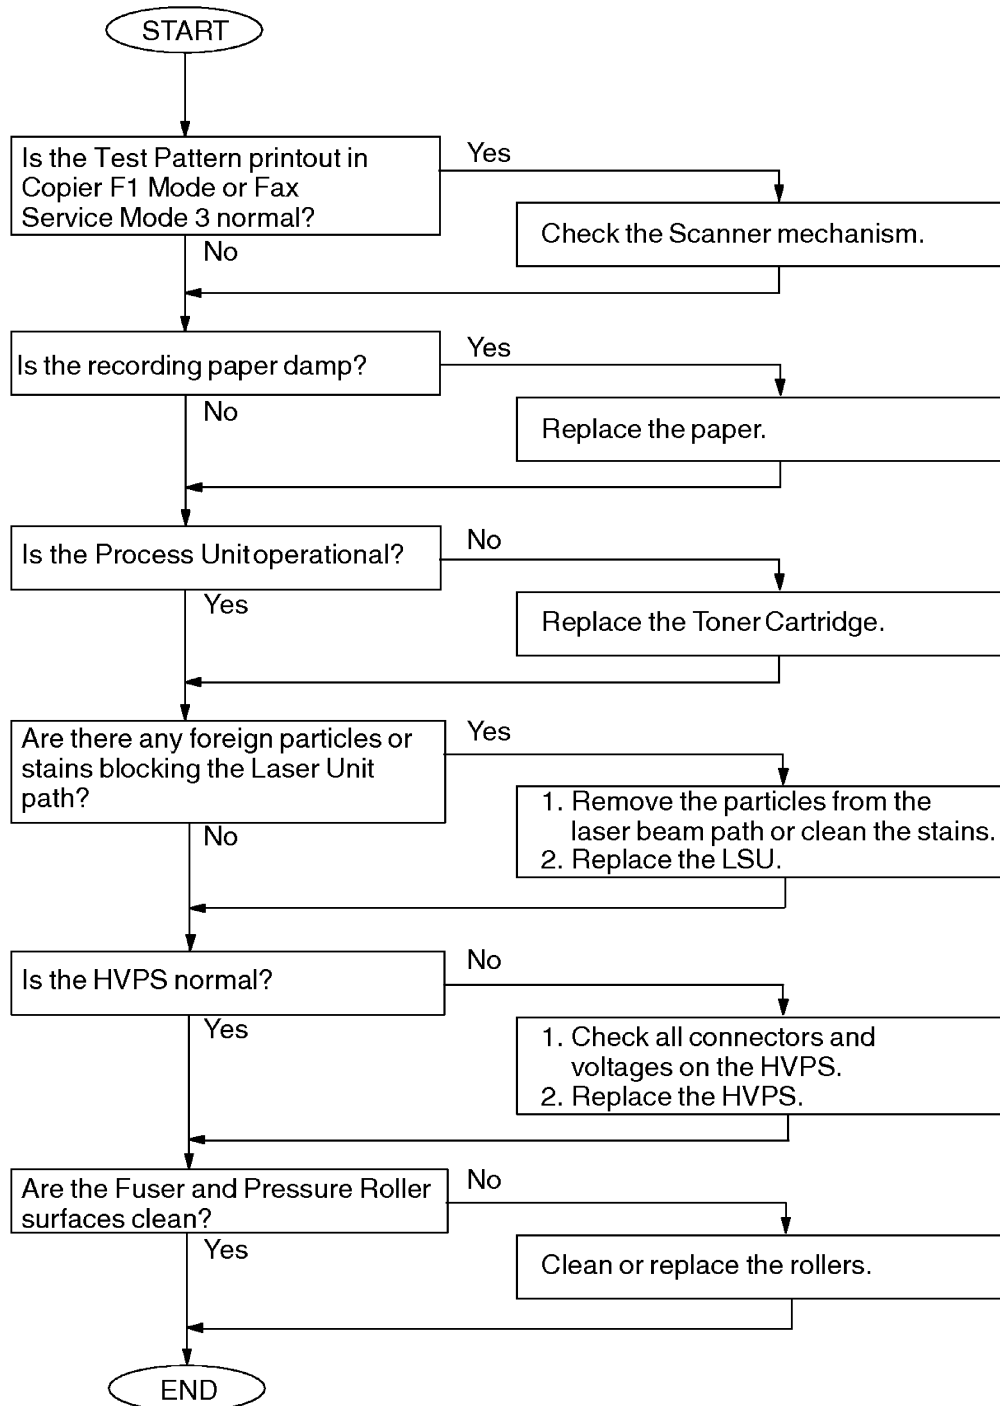 START
Is the Test Pattern printout in
Copier F1 Mode or Fax
Service Mode 3 normal?
Yes
Check the Scanner mechanism.
No
Is the recording paper damp?
Yes
Replace the paper.
No
Is the Process Unit operational?
No
Replace the Toner Cartridge.
Yes
Are there any foreign particles or
stains blocking the Laser Unit
path?
Yes
1. Remove the particles from the
laser beam path or clean the stains.
2. Replace the LSU.
No
Is the HVPS normal?
No
1. Check all connectors and
voltages on the HVPS.
2. Replace the HVPS.
Yes
Are the Fuser and Pressure Roller
surfaces clean?
No
Clean or replace the rollers.
Yes
END